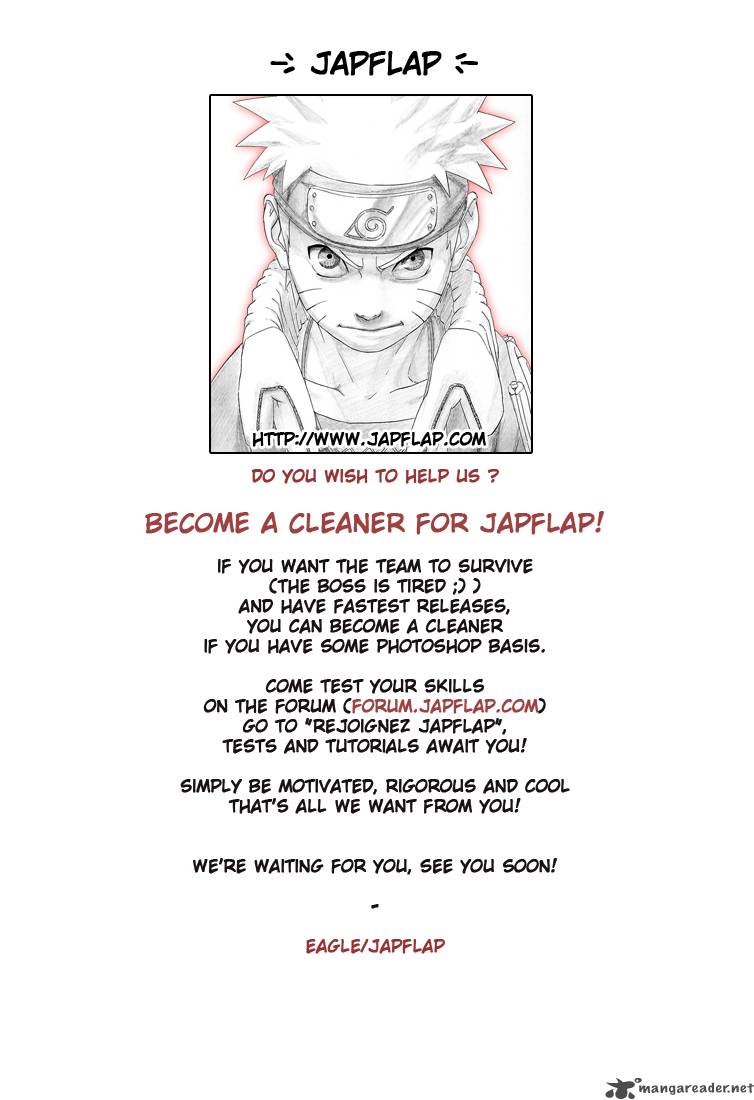 JAPFLAP
HTTP://WWW.JAPFLAP.COM
DO YOU WISH TO HELP US ?
BECOME A CLEANER FOR JAPFLAP!
IF YOU WANT THE TEAM TO SURVIVE
(THE BOSS IS TIRED ;) )
AND HAVE FASTEST RELEASES,
YOU CAN BECOME A CLEANER
IF YOU HAVE SOME PHOTOSHOP BASIS.
COME TEST YOUR SKILLS
ON THE FORUM (FORUM.JAPFLAP.COM)
GO TO "REJOIGNEZ JAPFLAP",
TESTS AND TUTORIALS AWAIT YOU!
SIMPLY BE MOTIVATED, RIGOROUS AND COOL
THAT'S ALL WE WANT FROM YOU!
WE'RE WAITING FOR YOU, SEE YOU SOON!
-
EAGLE/JAPFLAP
mangareader.net